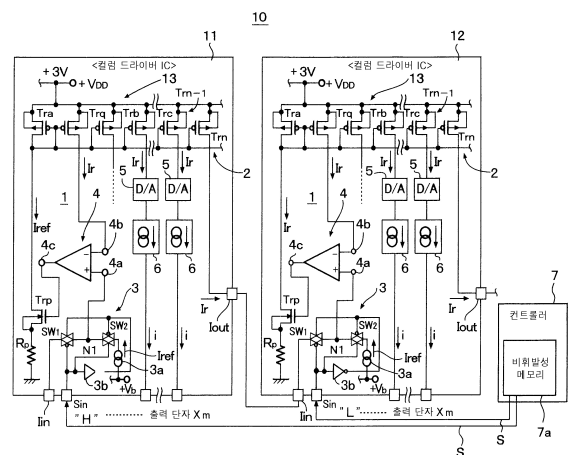 10
11
12
<컬럼 드라이버 IC>
<컬럼 드라이버 IC>
+3V
+VDD
13
Tra Trq Trb Trc Trn-1
Trn
2
Ir
Ir
Ir
5
5
D/A
D/A
1
4
Iref
4b
4c
4a
6
6
Trp
3
SW1
SW2
Rp
N1
Iref
3a
3b
+Vb
i
i
Ir
Iout
Iin
Sin
"H" 출력 단자 Xm
+3V
+VDD
13
Tra Trq Trb Trc Trn-1
Trn
2
Ir
Ir
Ir
5
5
D/A
D/A
1
4
Ir
4b
4c
4a
6
6
Trp
3
SW1
SW2
Rp
N1
Iref
3a
3b
+Vb
i
i
Ir
Iout
Iin
Sin
"L" 출력 단자 Xm
7
컨트롤러
비휘발성
메모리
7a
S
S